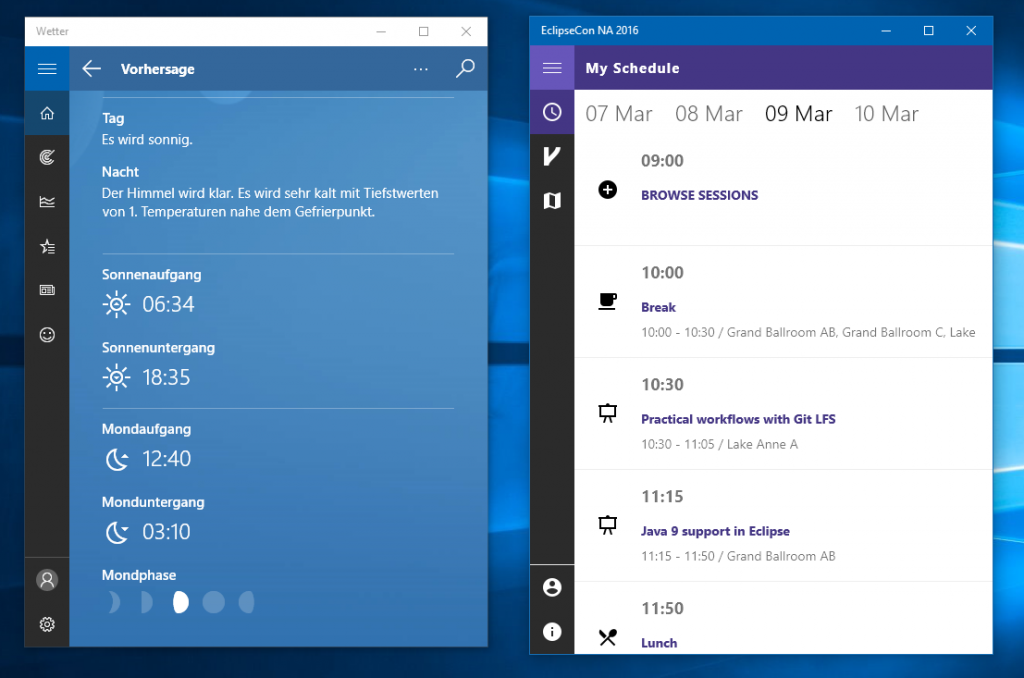 Wetter
Vorhersage
Tag
Es wird sonnig.
Nacht
Der Himmel wird klar. Es wird sehr kalt mit Tiefstwerten
von 1. Temperaturen nahe dem Gefrierpunkt.
Sonnenaufgang
06:34
Sonnenuntergang
18:35
Mondaufgang
12:40
Monduntergang
03:10
Mondphase
EclipseCon NA 2016
My Schedule
07 Mar 08 Mar 09 Mar 10 Mar
09:00
BROWSE SESSIONS
10:00
Break
10:00 - 10:30 / Grand Ballroom AB, Grand Ballroom C, Lake
10:30
Practical workflows with Git LFS
10:30 - 11:05 / Lake Anne A
11:15
Java 9 support in Eclipse
11:15 - 11:50 / Grand Ballroom AB
11:50
Lunch